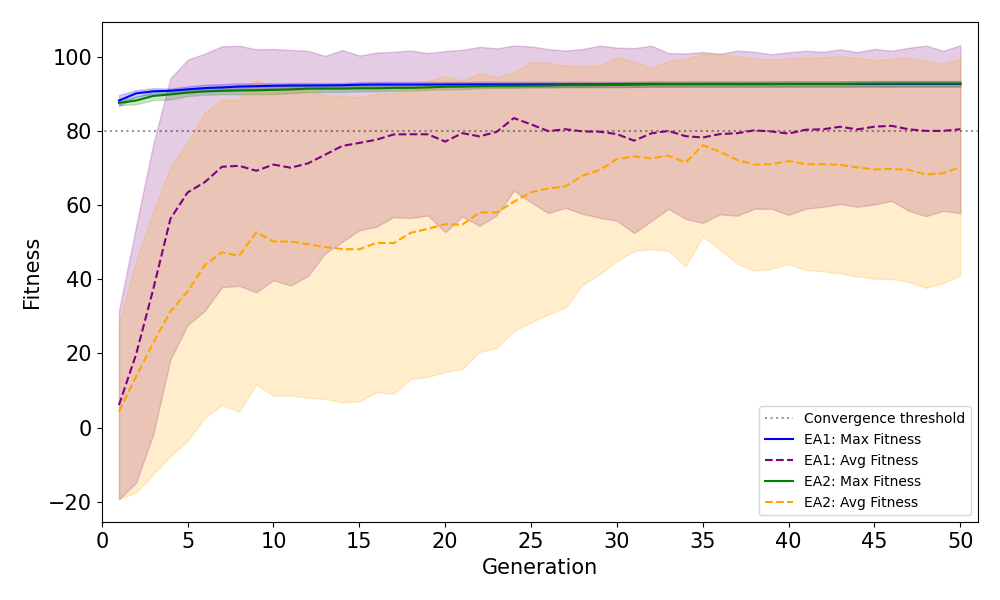 100
80
60
40
20
0
−20
Fitness
0 5 10 15 20 25 30 35 40 45 50
Generation
Convergence threshold
EA1: Max Fitness
EA1: Avg Fitness
EA2: Max Fitness
EA2: Avg Fitness